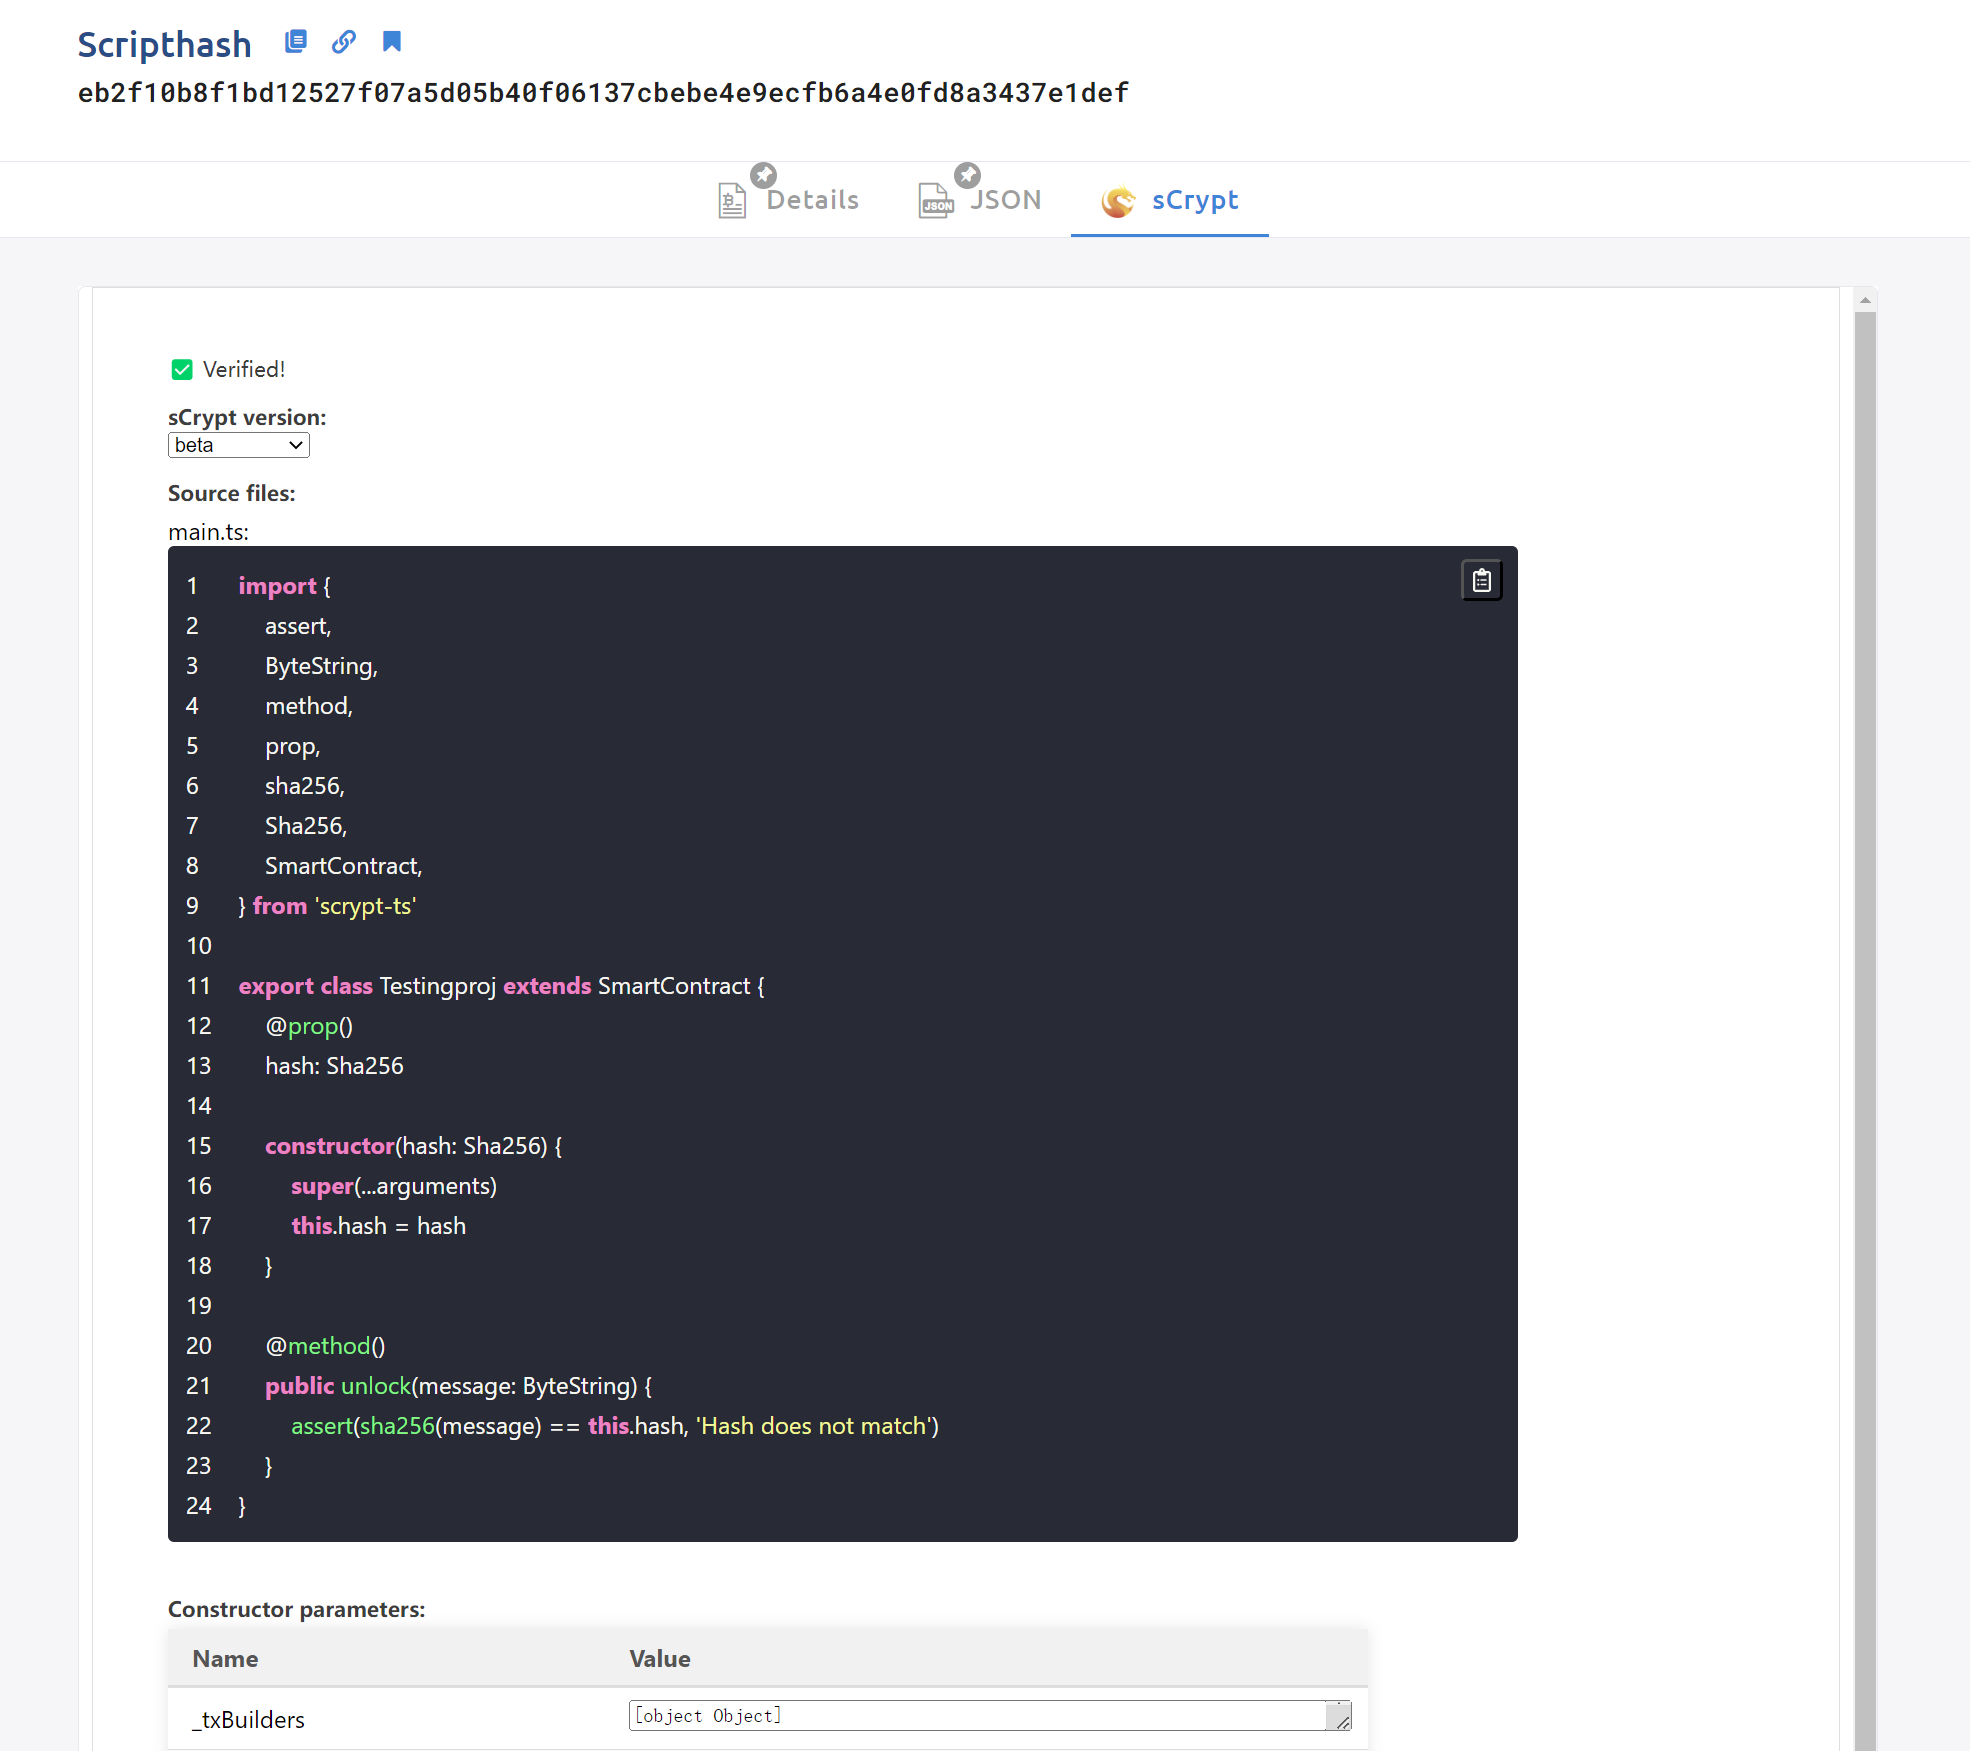 Scripthash
eb2f10b8f1bd12527f07a5d05b40f06137cbebe4e9ecfb6a4e0fd8a3437e1def
Details
JSON
JSON
sCrypt
Verified!
sCrypt version:
beta
Source files:
main.ts:
1 import {
2 assert,
3 ByteString,
4 method,
5 prop,
6 sha256,
7 Sha256,
8 SmartContract,
9 } from 'scrypt-ts'
10
11 export class Testingproj extends SmartContract {
12 @prop()
13 hash: Sha256
14
15 constructor(hash: Sha256) {
16 super(...arguments)
17 this.hash = hash
18 }
19
20 @method()
21 public unlock(message: ByteString) {
22 assert(sha256(message) == this.hash, 'Hash does not match')
23 }
24 }
Constructor parameters:
Name Value
_txBuilders [object Object]